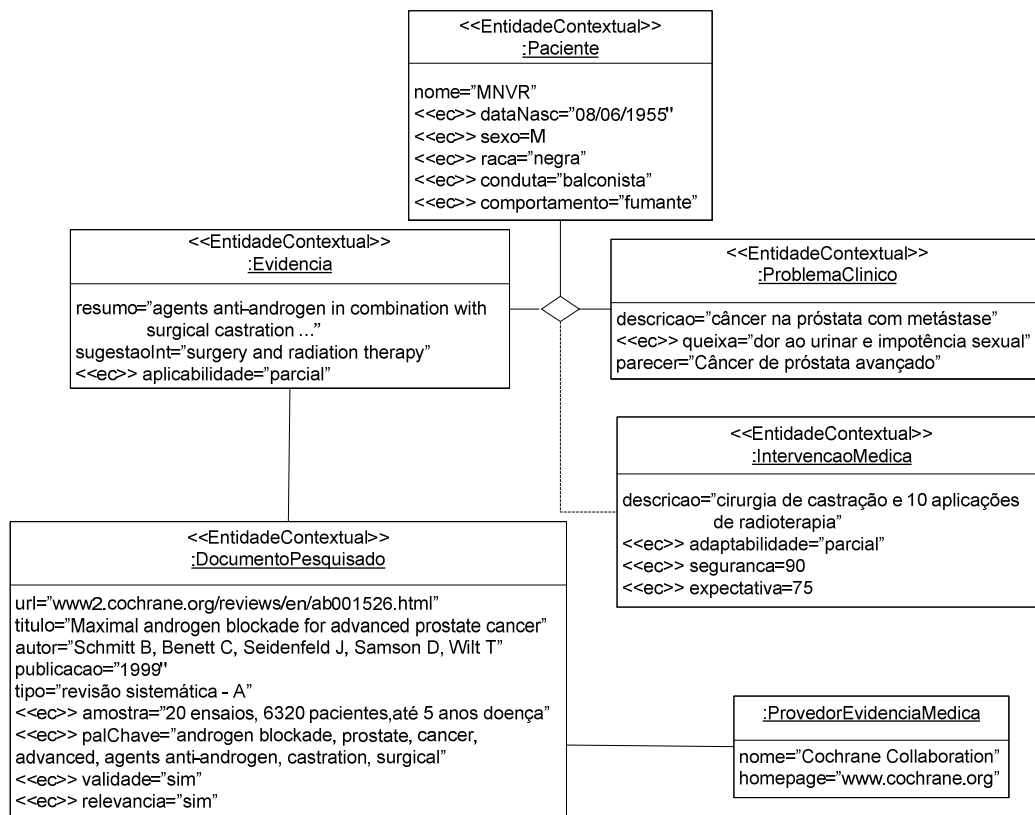 <<EntidadeContextual>>
:Paciente
nome="MNVR"
<<ec>> dataNasc="08/06/1955"
<<ec>> sexo=M
<<ec>> raca="negra"
<<ec>> conduta="balconista"
<<ec>> comportamento="fumante"
<<EntidadeContextual>>
:Evidencia
resumo="agents anti-androgen in combination with
surgical castration ..."
sugestaoInt="surgery and radiation therapy"
<<ec>> aplicabilidade="parcial"
<<EntidadeContextual>>
:ProblemaClinico
descricao="câncer na próstata com metástase"
<<ec>> queixa="dor ao urinar e impotência sexual"
parecer="Câncer de próstata avançado"
<<EntidadeContextual>>
:IntervencaoMedica
descricao="cirurgia de castração e 10 aplicações
de radioterapia"
<<ec>> adaptabilidade="parcial"
<<ec>> seguranca=90
<<ec>> expectativa=75
<<EntidadeContextual>>
:DocumentoPesquisado
url="www2.cochrane.org/reviews/en/ab001526.html"
titulo="Maximal androgen blockade for advanced prostate cancer"
autor="Schmitt B, Benett C, Seidenfeld J, Samson D, Wilt T"
publicacao="1999"
tipo="revisão sistemática - A"
<<ec>> amostra="20 ensaios, 6320 pacientes,até 5 anos doença"
<<ec>> palChave="androgen blockade, prostate, cancer,
advanced, agents anti-androgen, castration, surgical"
<<ec>> validade="sim"
<<ec>> relevancia="sim"
:ProvedorEvidenciaMedica
nome="Cochrane Collaboration"
homepage="www.cochrane.org"